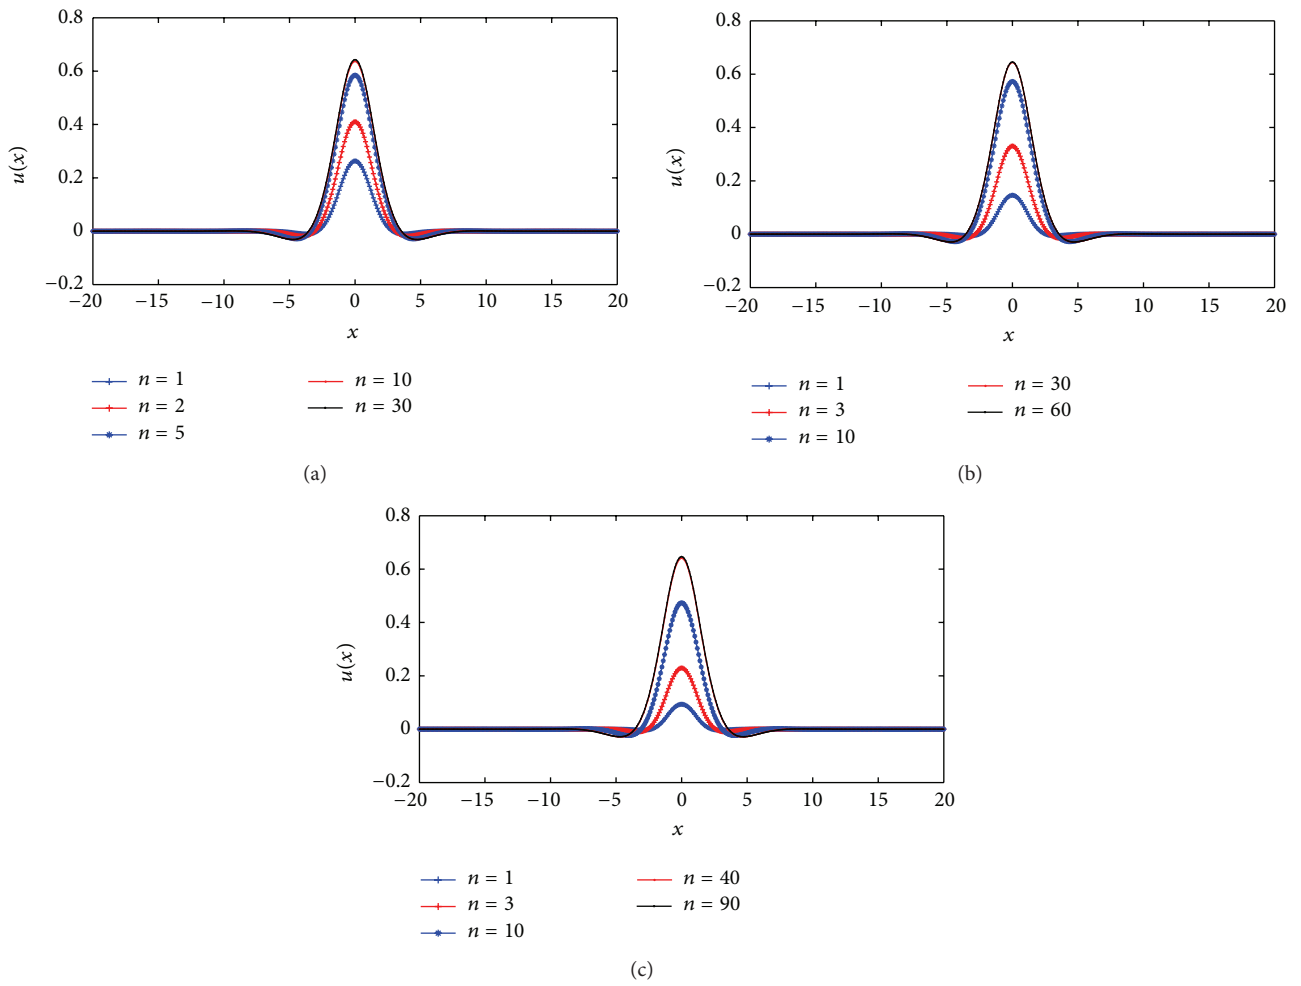 0.8
0.6
0.4
0.2
0
−0.2
u(x)
−20 −15 −10 −5 0 5 10 15 20
x
n = 1
n = 2
n = 5
n = 10
n = 30
(a)
0.8
0.6
0.4
0.2
0
−0.2
u(x)
−20 −15 −10 −5 0 5 10 15 20
x
n = 1
n = 3
n = 10
n = 30
n = 60
(b)
0.8
0.6
0.4
0.2
0
−0.2
u(x)
−20 −15 −10 −5 0 5 10 15 20
x
n = 1
n = 3
n = 10
n = 40
n = 90
(c)